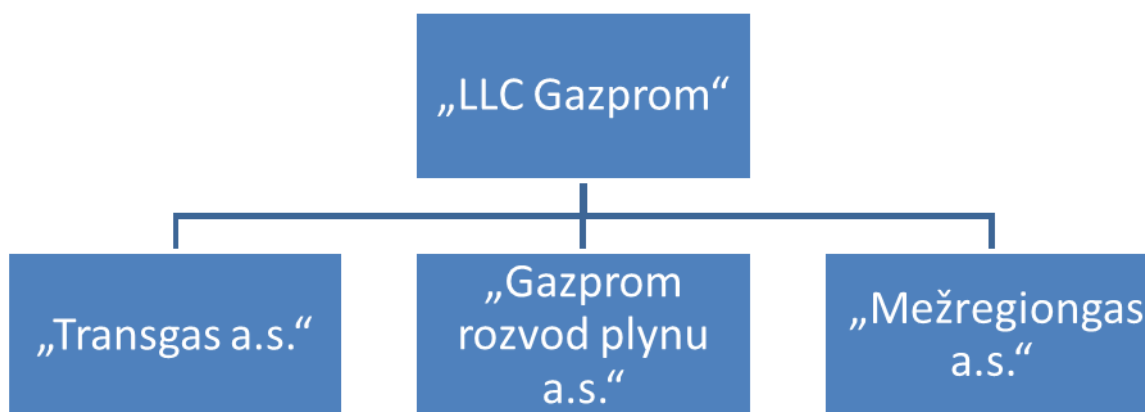 „LLC Gazprom“
„Transgas a.s.“
„Gazprom
rozvod plynu
a.s.“
„Mežregiongas
a.s.“